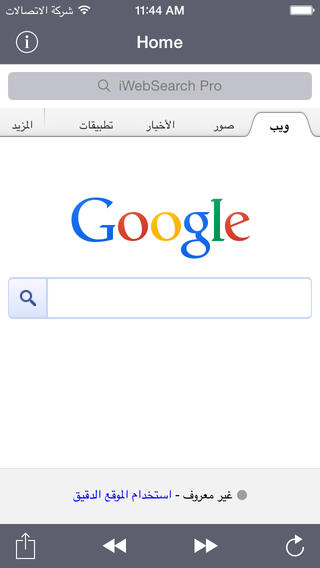 شركة الاتصالات 11:44 AM
Home
iWebSearch Pro
ويب صور الأخبار تطبيقات المزيد
Google
غير معروف - استخدام الموقع الدقيق